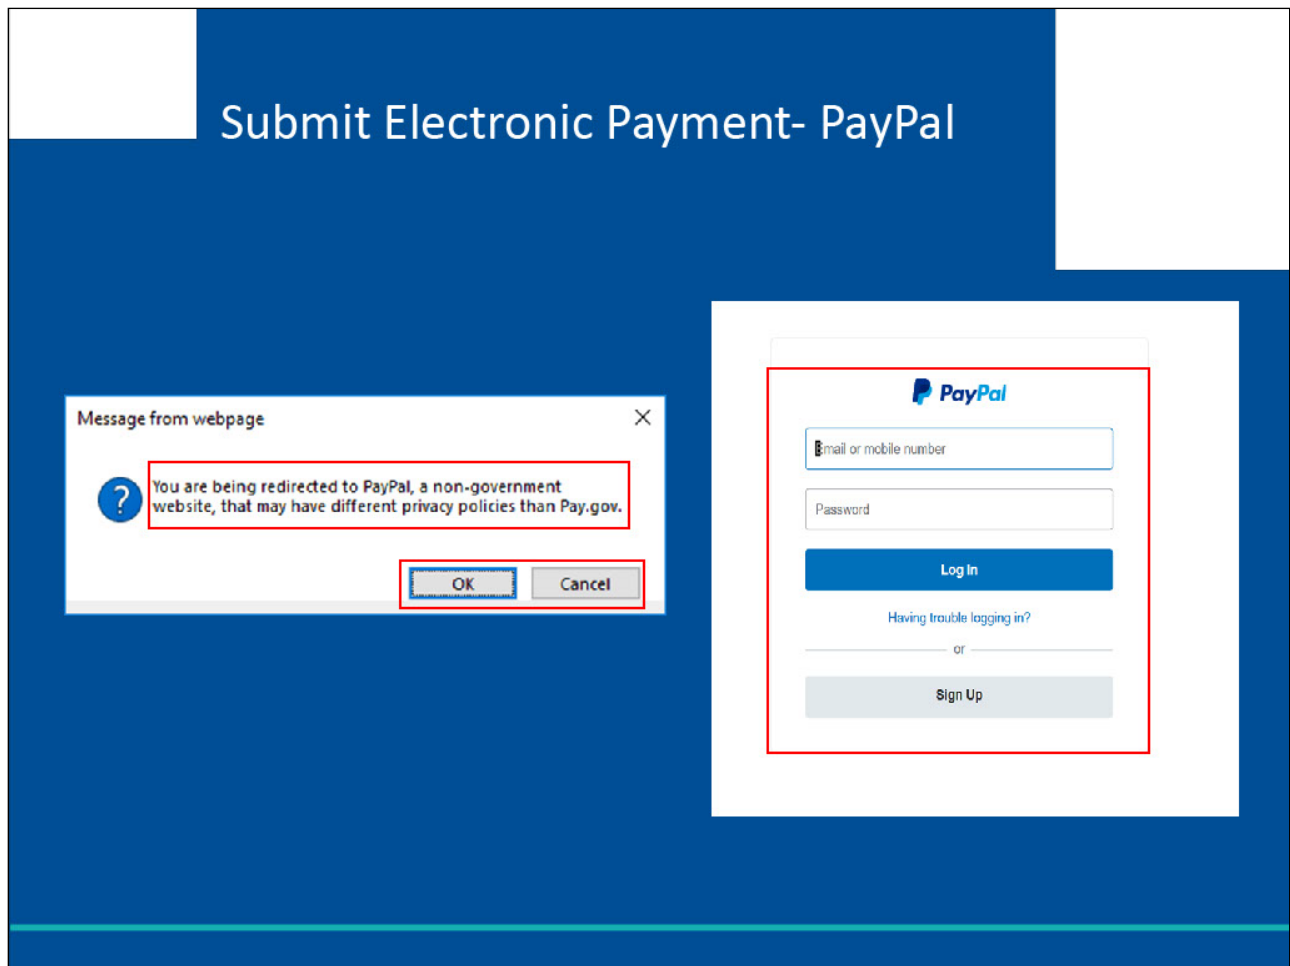 Submit Electronic Payment- PayPal
Message from webpage
?
You are being redirected to PayPal, a non-government
website, that may have different privacy policies than Pay.gov.
OK
Cancel
PayPal
Email or mobile number
Password
Log In
Having trouble logging in?
or
Sign Up